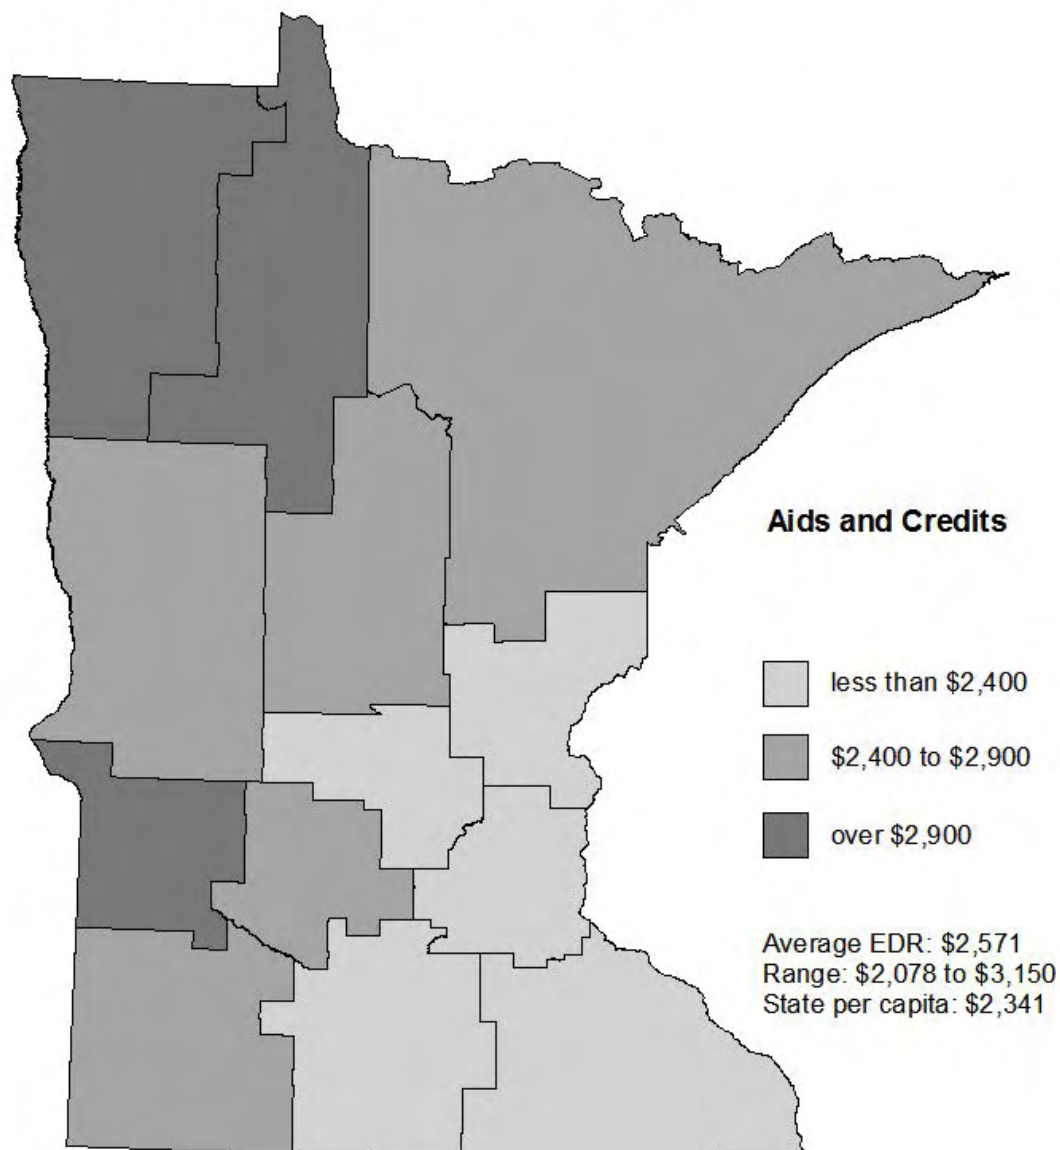 Aids and Credits
less than $2,400
$2,400 to $2,900
over $2,900
Average EDR: $2,571
Range: $2,078 to $3,150
State per capita: $2,341